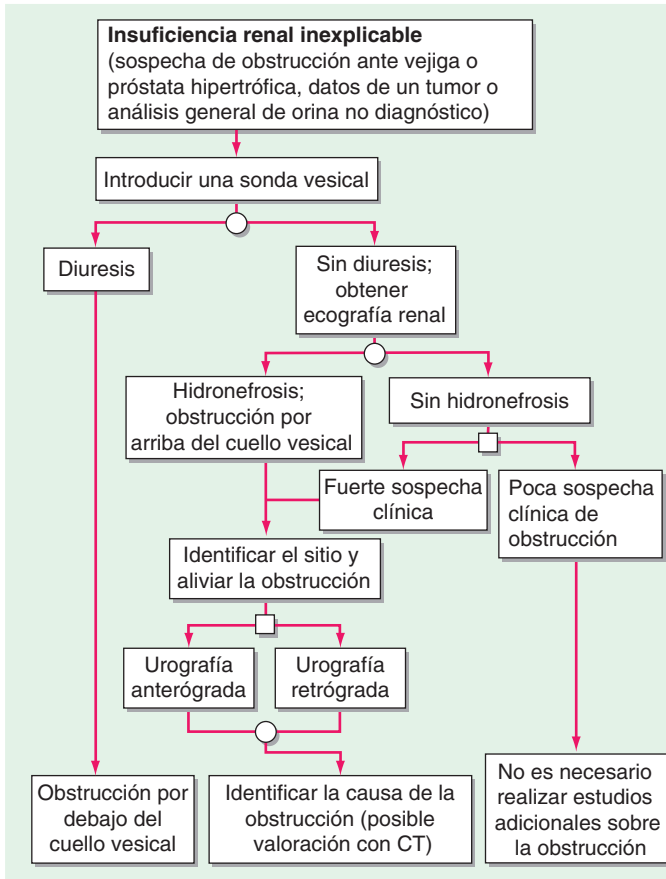 Insuficiencia renal inexplicable
(sospecha de obstrucción ante vejiga o
próstata hipertrófica, datos de un tumor o
análisis general de orina no diagnóstico)
Introducir una sonda vesical
Diuresis
Sin diuresis;
obtener
ecografía renal
Hidronefrosis;
obstrucción por
arriba del cuello vesical
Sin hidronefrosis
Fuerte sospecha
clínica
Poca sospecha
clínica de
obstrucción
Identificar el sitio y
aliviar la obstrucción
Urografía
anterógrada
Urografía
retrógrada
Obstrucción por
debajo del
cuello vesical
Identificar la causa de la
obstrucción (posible
valoración con CT)
No es necesario
realizar estudios
adicionales sobre
la obstrucción